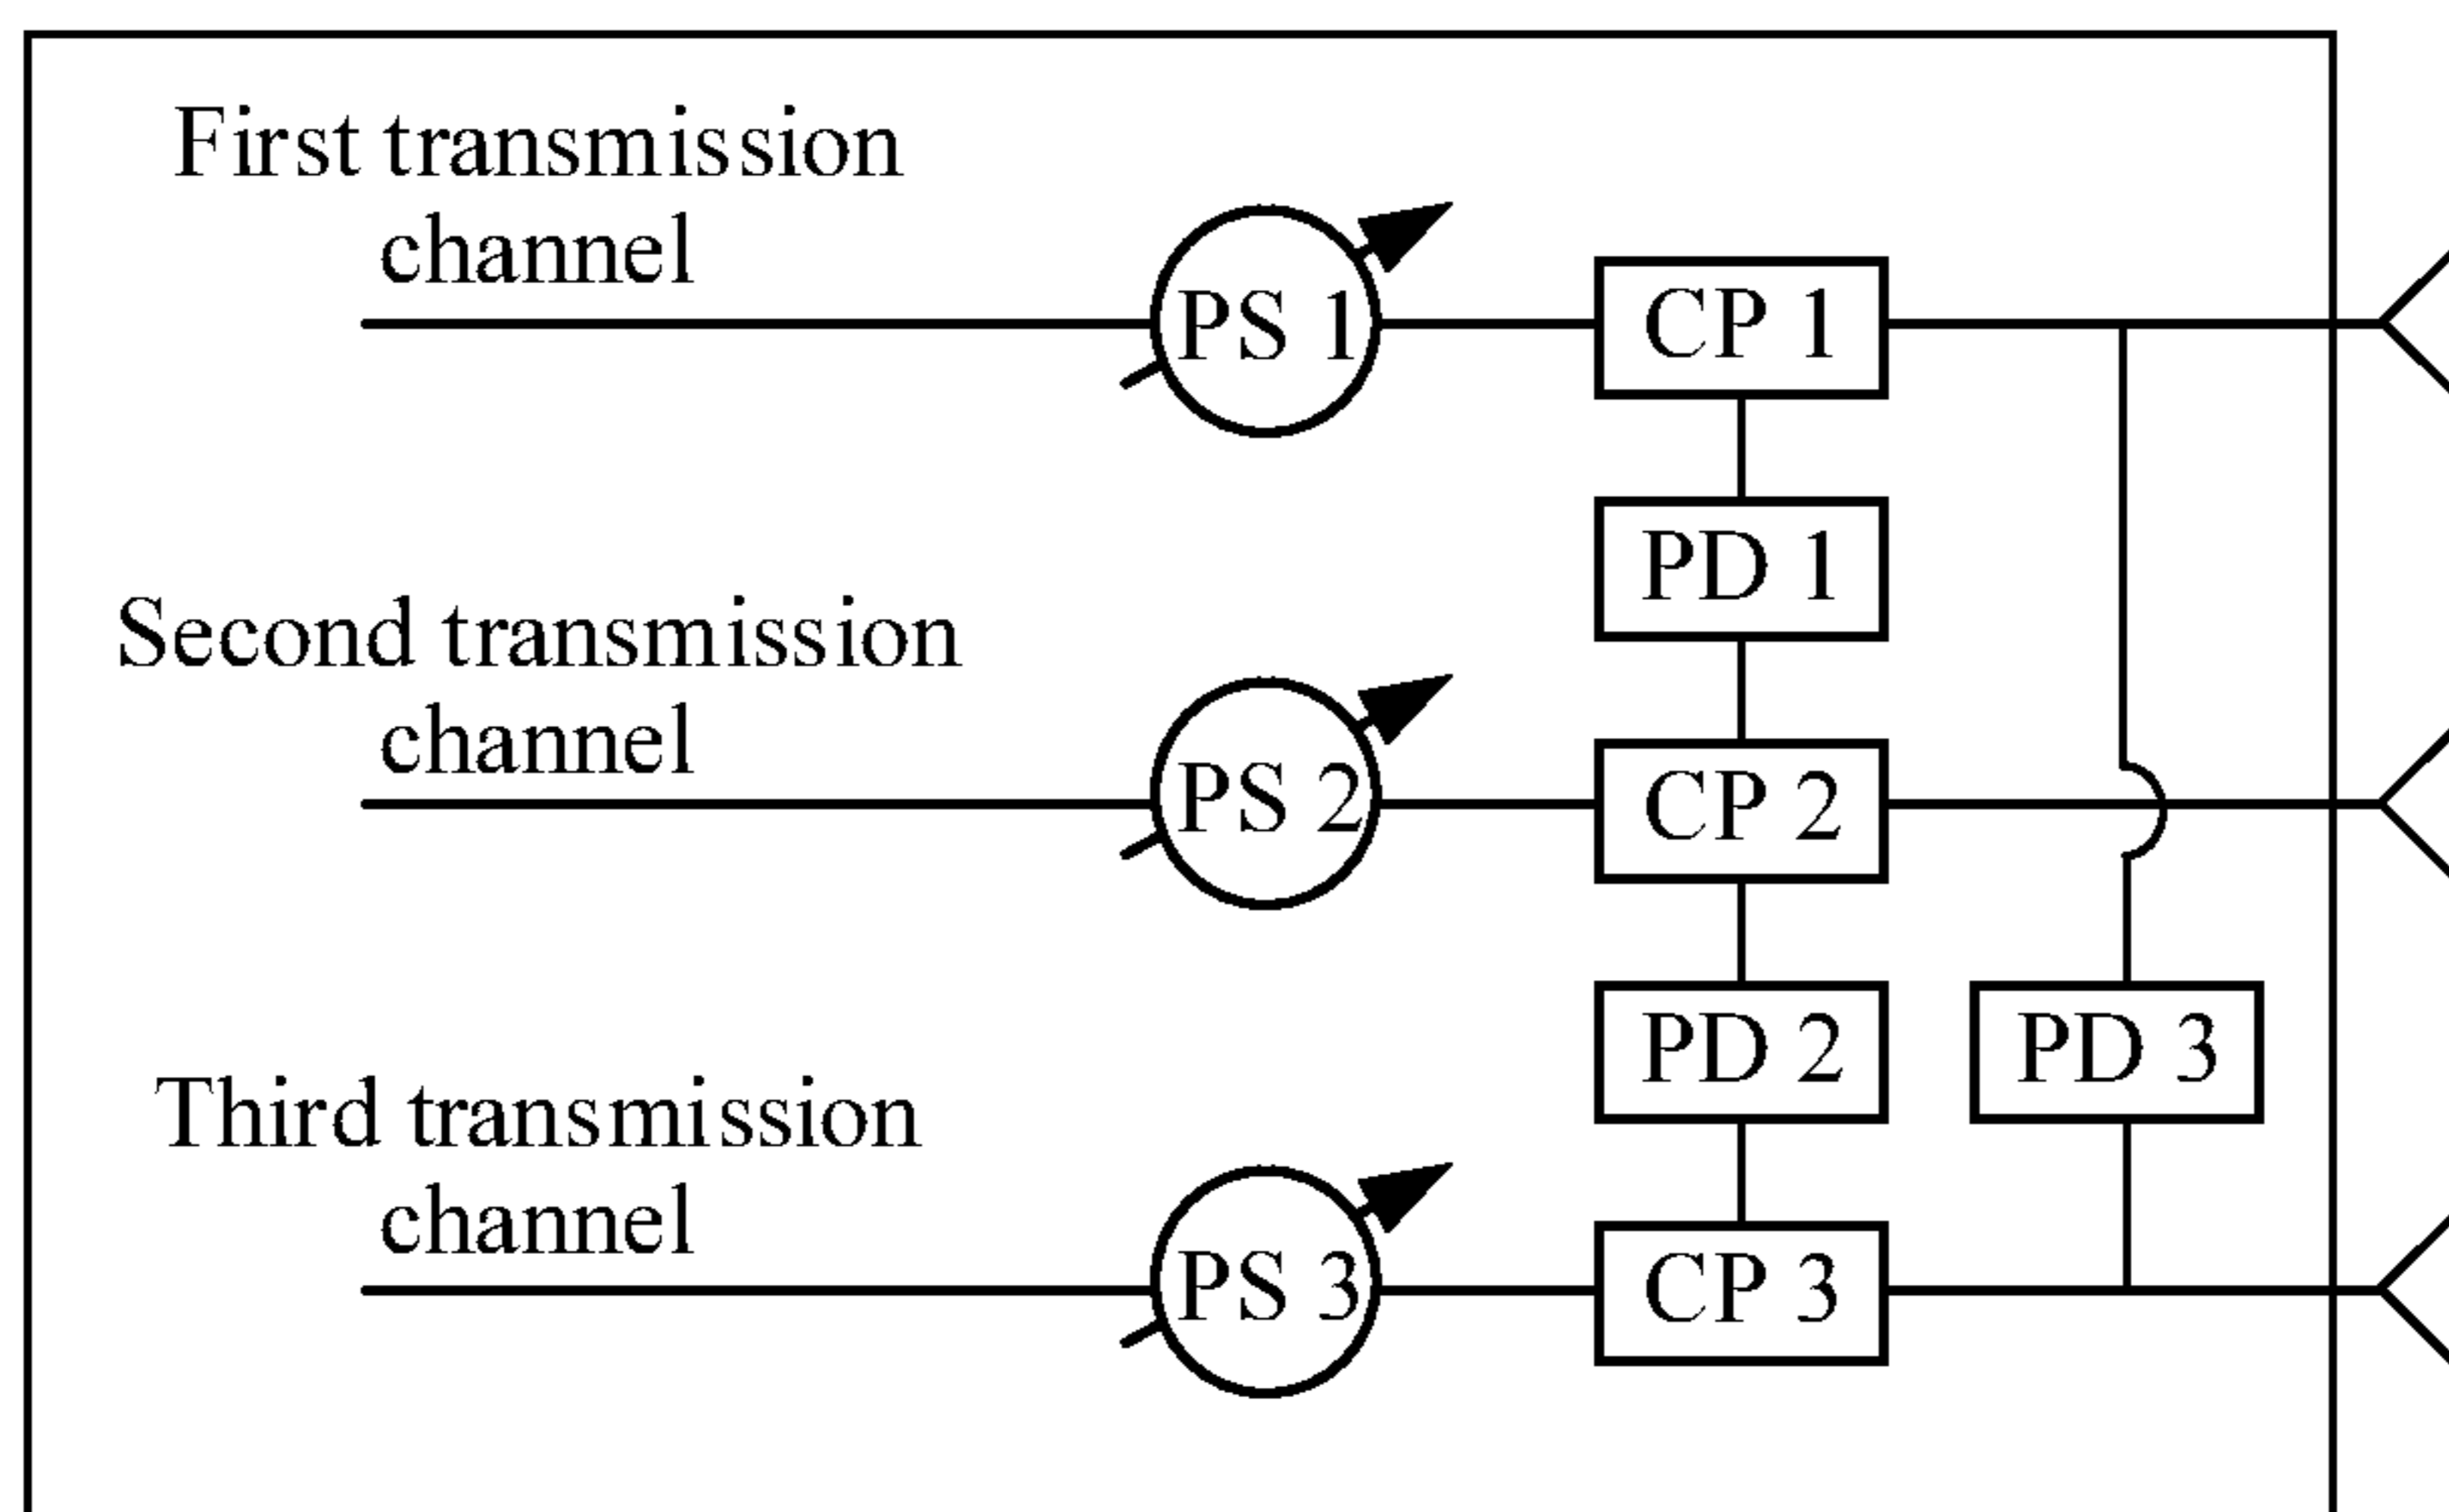 First transmission
channel
PS 1
CP 1
PD 1
Second transmission
channel
PS 2
CP 2
PD 2
PD 3
Third transmission
channel
PS 3
CP 3